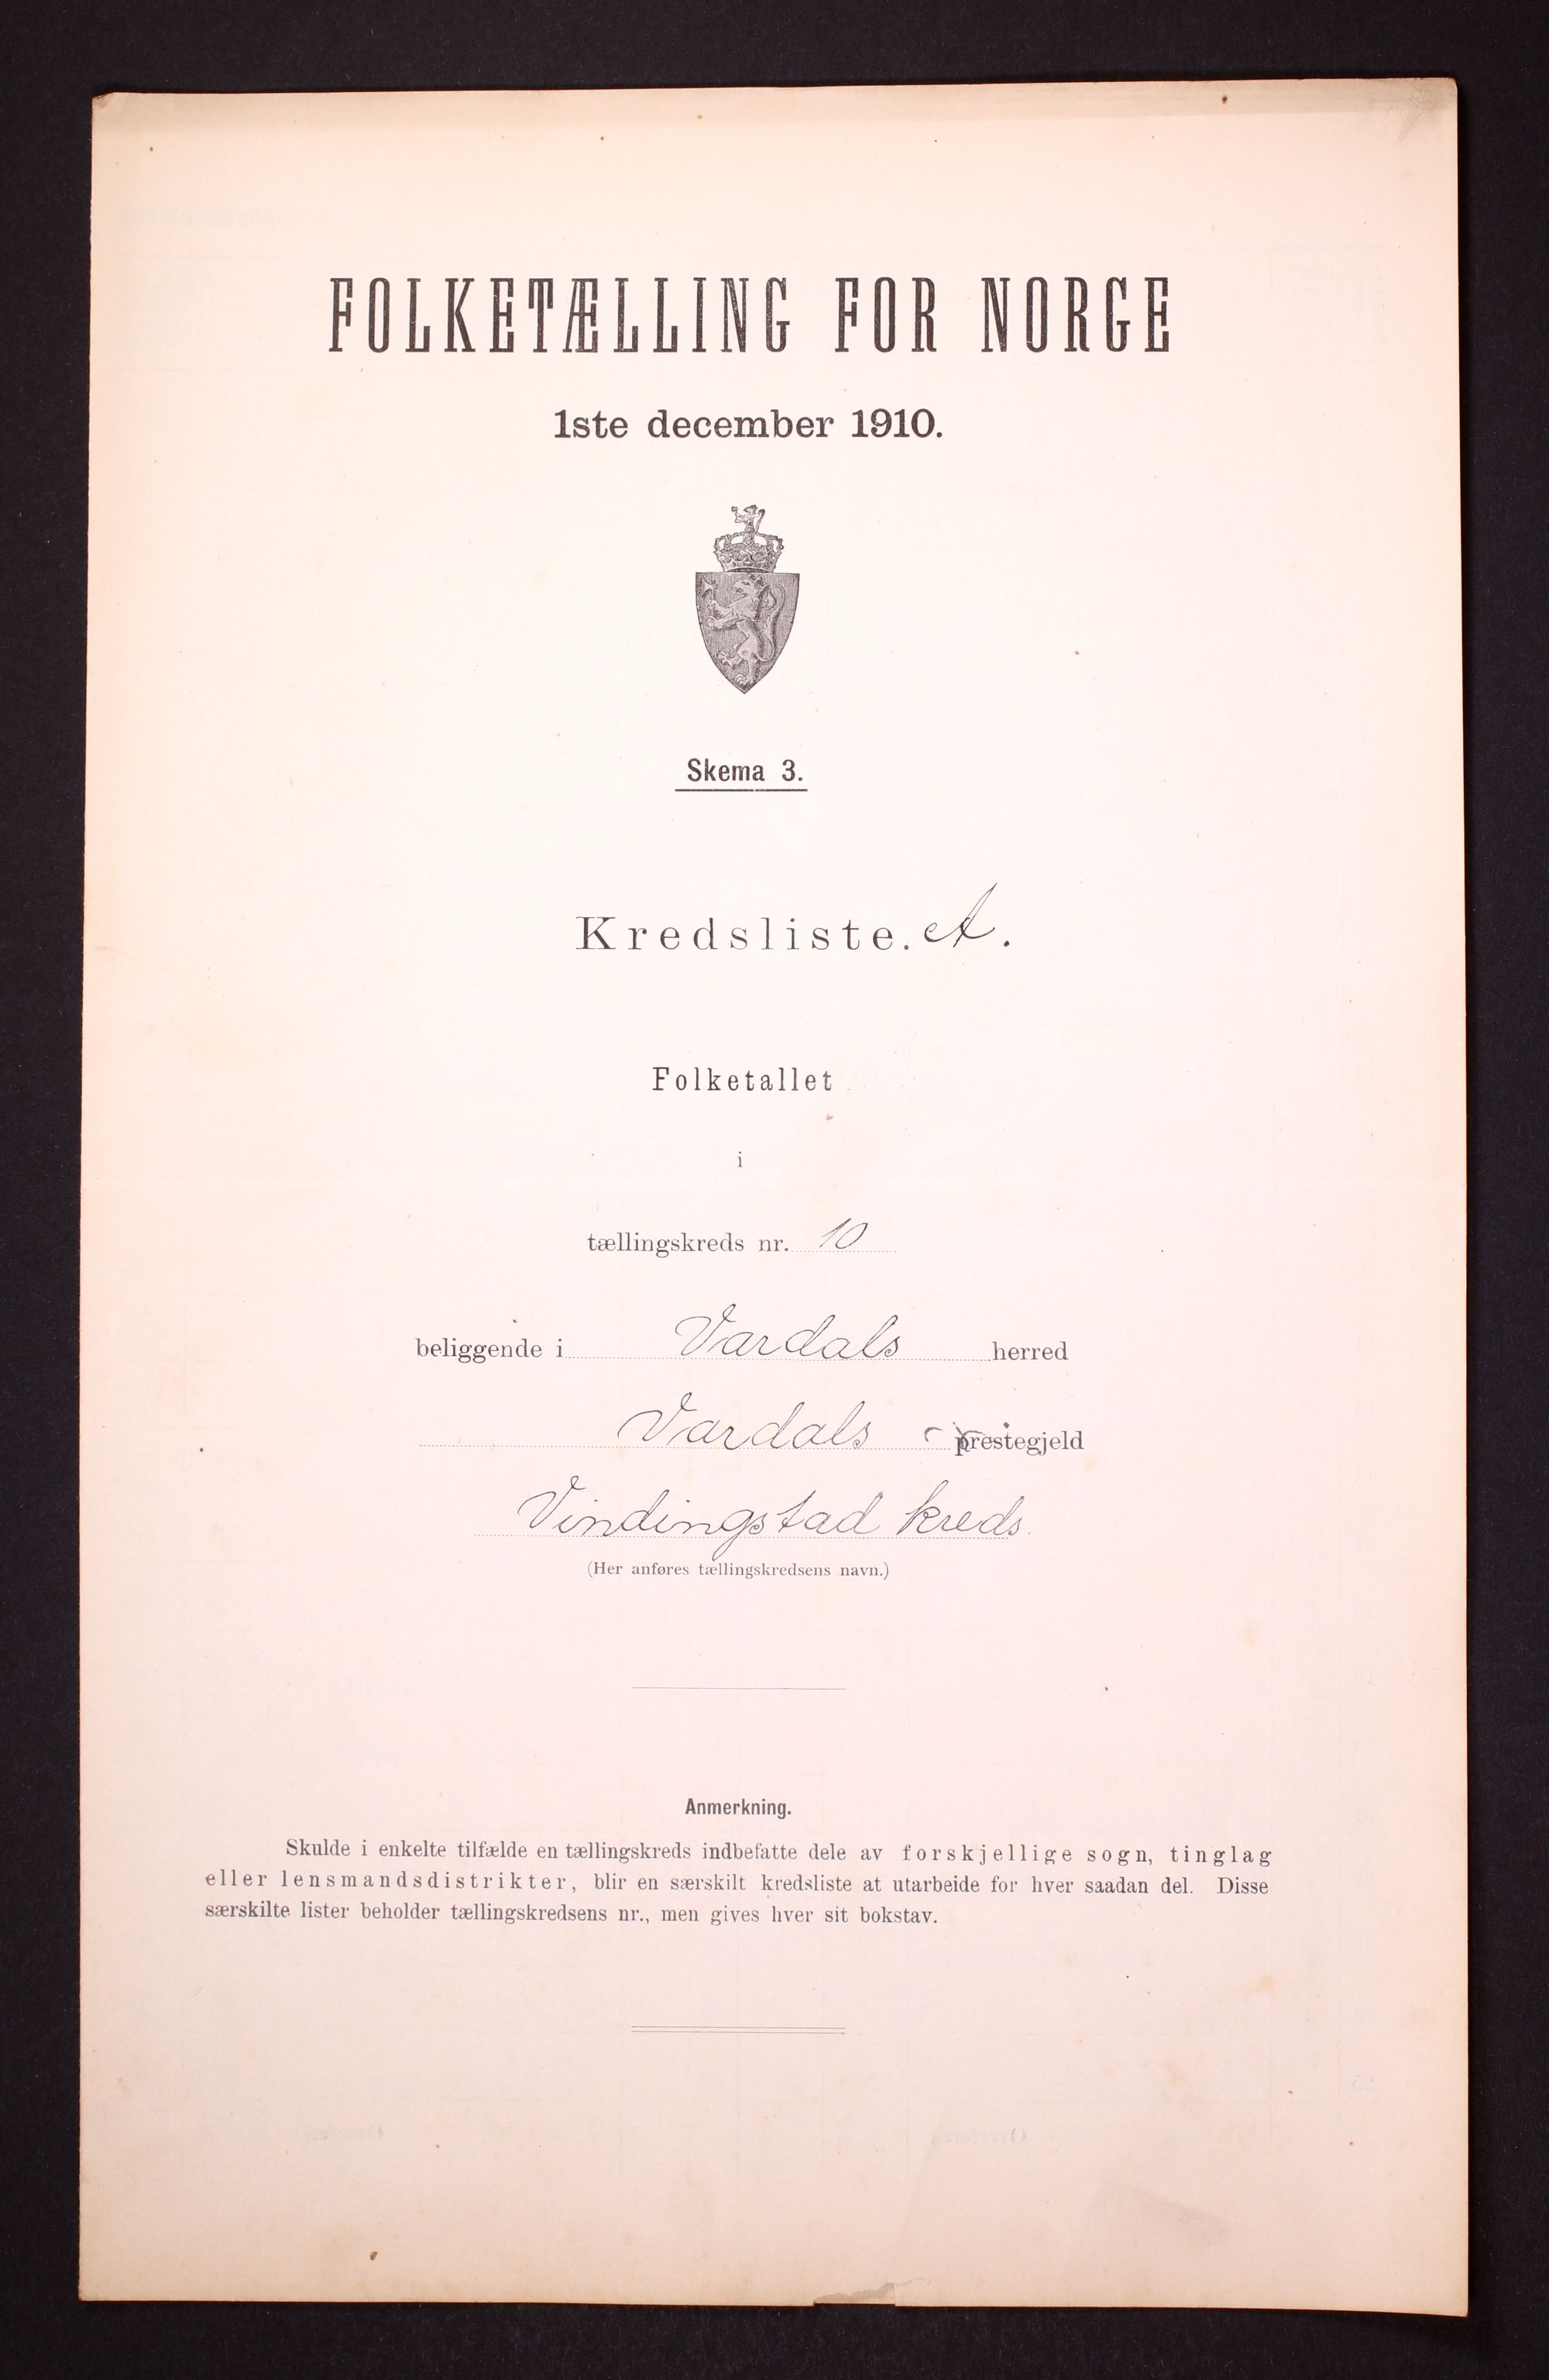 FOLKETÆLLING FOR NORGE
1ste december 1910.
Skema 3.
Kredsliste. A.
Folketallet
i
tællingskreds nr. 10
beliggende i Vardals herred
Vardals prestegjeld
Vindingstad kreds.
(Her anføres tællingskredsens navn.)
Anmerkning.
Skulde i enkelte tilfælde en tællingskreds indbefatte dele av forskjellige sogn, tinglag
eller lensmandsdistrikter, blir en særskilt kredsliste at utarbeide for hver saadan del. Disse
særskilte lister beholder tællingskredsens nr., men gives hver sit bokstav.